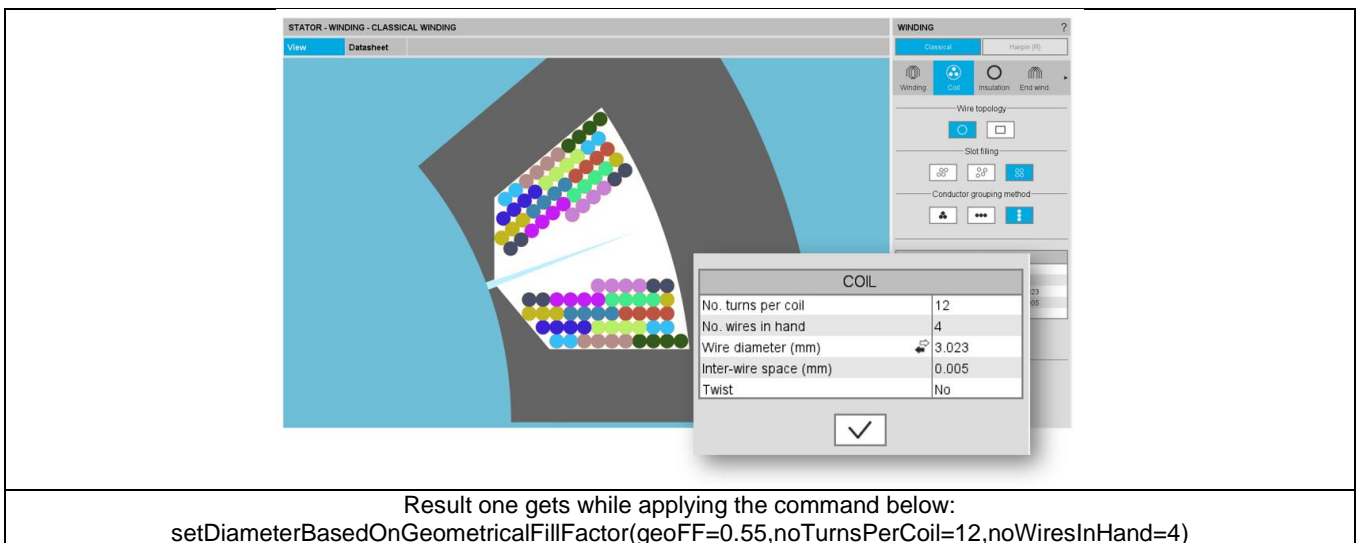 STATOR - WINDING - CLASSICAL WINDING
View Datasheet
WINDING ?
Classical Hairpin (R)
Winding Coil Insulation End wind.
Wire topology
Slot filling
Conductor grouping method
23
05
COIL
No. turns per coil 12
No. wires in hand 4
Wire diameter (mm) 3.023
Inter-wire space (mm) 0.005
Twist No
Result one gets while applying the command below:
setDiameterBasedOnGeometricalFillFactor(geoFF=0.55,noTurnsPerCoil=12,noWiresInHand=4)